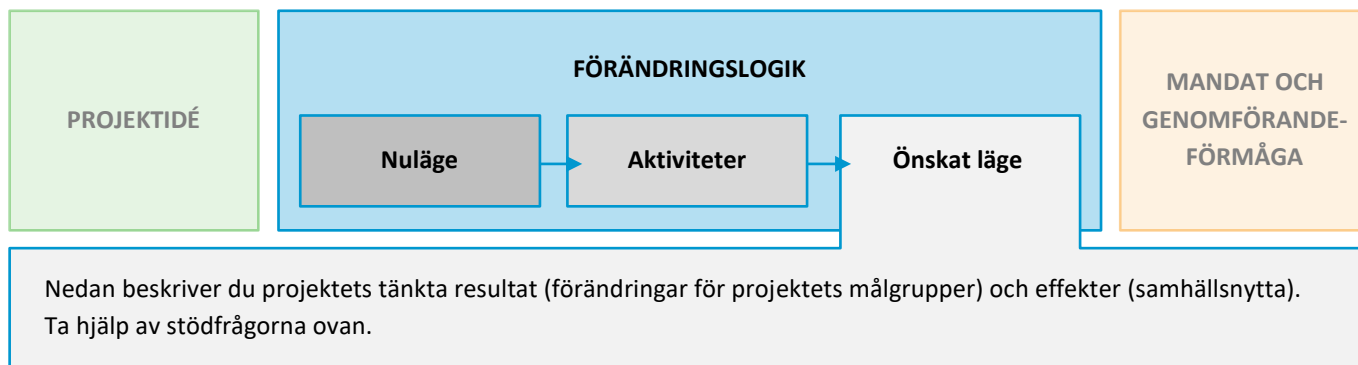 PROJEKTIDÉ
FÖRÄNDRINGSLOGIK
Nuläge
Aktiviteter
Önskat läge
MANDAT OCH
GENOMFÖRANDE-
FÖRMÅGA
Nedan beskriver du projektets tänkta resultat (förändringar för projektets målgrupper) och effekter (samhällsnytta).
Ta hjälp av stödfrågorna ovan.